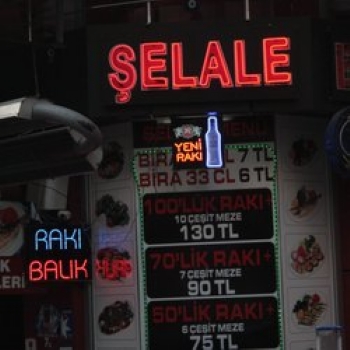 ŞELALE
YENİ
RAKI
BİRA 7 TL
BİRA 33 CL 6 TL
100'LÜK RAKI +
10 ÇEŞİT MEZE
130 TL
70'LİK RAKI +
7 ÇEŞİT MEZE
90 TL
50'LİK RAKI +
6 ÇEŞİT MEZE
75 TL
RAKI
BALIK